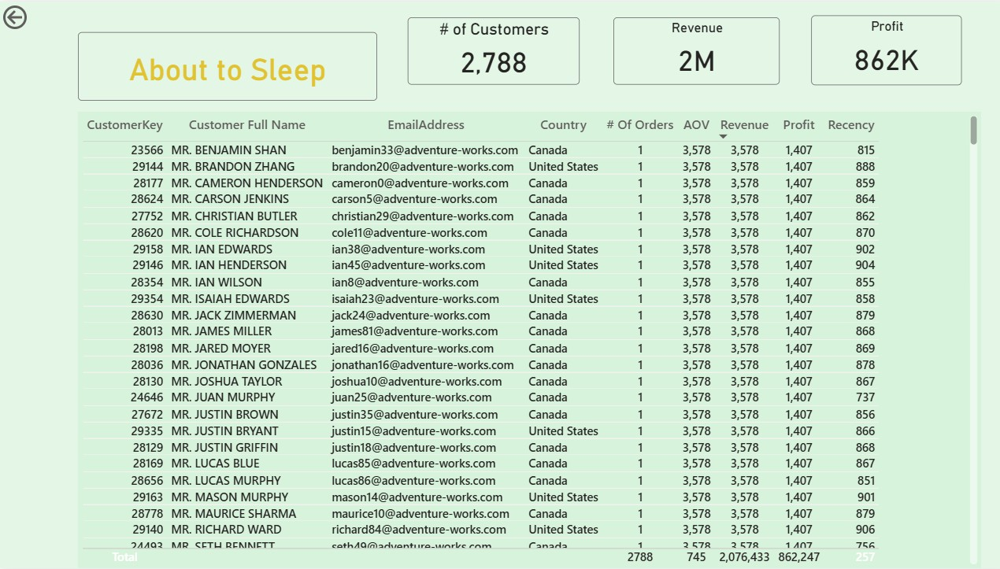 # of Customers
Revenue
Profit
About to Sleep
2,788
2M
862K
CustomerKey Customer Full Name EmailAddress Country # Of Orders AOV Revenue Profit Recency
23566 MR. BENJAMIN SHAN benjamin33@adventure-works.com Canada 1 3,578 3,578 1,407 815
29144 MR. BRANDON ZHANG brandon20@adventure-works.com United States 1 3,578 3,578 1,407 888
28177 MR. CAMERON HENDERSON cameron0@adventure-works.com Canada 1 3,578 3,578 1,407 859
28624 MR. CARSON JENKINS carson5@adventure-works.com Canada 1 3,578 3,578 1,407 864
27752 MR. CHRISTIAN BUTLER christian29@adventure-works.com Canada 1 3,578 3,578 1,407 862
28620 MR. COLE RICHARDSON cole11@adventure-works.com Canada 1 3,578 3,578 1,407 870
29158 MR. IAN EDWARDS ian38@adventure-works.com United States 1 3,578 3,578 1,407 902
29146 MR. IAN HENDERSON ian45@adventure-works.com United States 1 3,578 3,578 1,407 904
28354 MR. IAN WILSON ian8@adventure-works.com Canada 1 3,578 3,578 1,407 855
29354 MR. ISAIAH EDWARDS isaiah23@adventure-works.com United States 1 3,578 3,578 1,407 858
28630 MR. JACK ZIMMERMAN jack24@adventure-works.com Canada 1 3,578 3,578 1,407 879
28013 MR. JAMES MILLER james81@adventure-works.com Canada 1 3,578 3,578 1,407 868
28198 MR. JARED MOYER jared16@adventure-works.com Canada 1 3,578 3,578 1,407 869
28036 MR. JONATHAN GONZALES jonathan16@adventure-works.com Canada 1 3,578 3,578 1,407 878
28130 MR. JOSHUA TAYLOR joshua10@adventure-works.com Canada 1 3,578 3,578 1,407 867
24646 MR. JUAN MURPHY juan25@adventure-works.com Canada 1 3,578 3,578 1,407 737
27672 MR. JUSTIN BROWN justin35@adventure-works.com Canada 1 3,578 3,578 1,407 856
29335 MR. JUSTIN BRYANT justin15@adventure-works.com United States 1 3,578 3,578 1,407 866
28129 MR. JUSTIN GRIFFIN justin18@adventure-works.com Canada 1 3,578 3,578 1,407 868
28169 MR. LUCAS BLUE lucas85@adventure-works.com Canada 1 3,578 3,578 1,407 867
28656 MR. LUCAS MURPHY lucas86@adventure-works.com Canada 1 3,578 3,578 1,407 851
29163 MR. MASON MURPHY mason14@adventure-works.com United States 1 3,578 3,578 1,407 901
28778 MR. MAURICE SHARMA maurice10@adventure-works.com Canada 1 3,578 3,578 1,407 879
29140 MR. RICHARD WARD richard84@adventure-works.com United States 1 3,578 3,578 1,407 906
24493 MR. SETH BENNETT seth49@adventure-works.com Canada 1 3,578 3,578 1,407 756
Total 2788 745 2,076,433 862,247 257